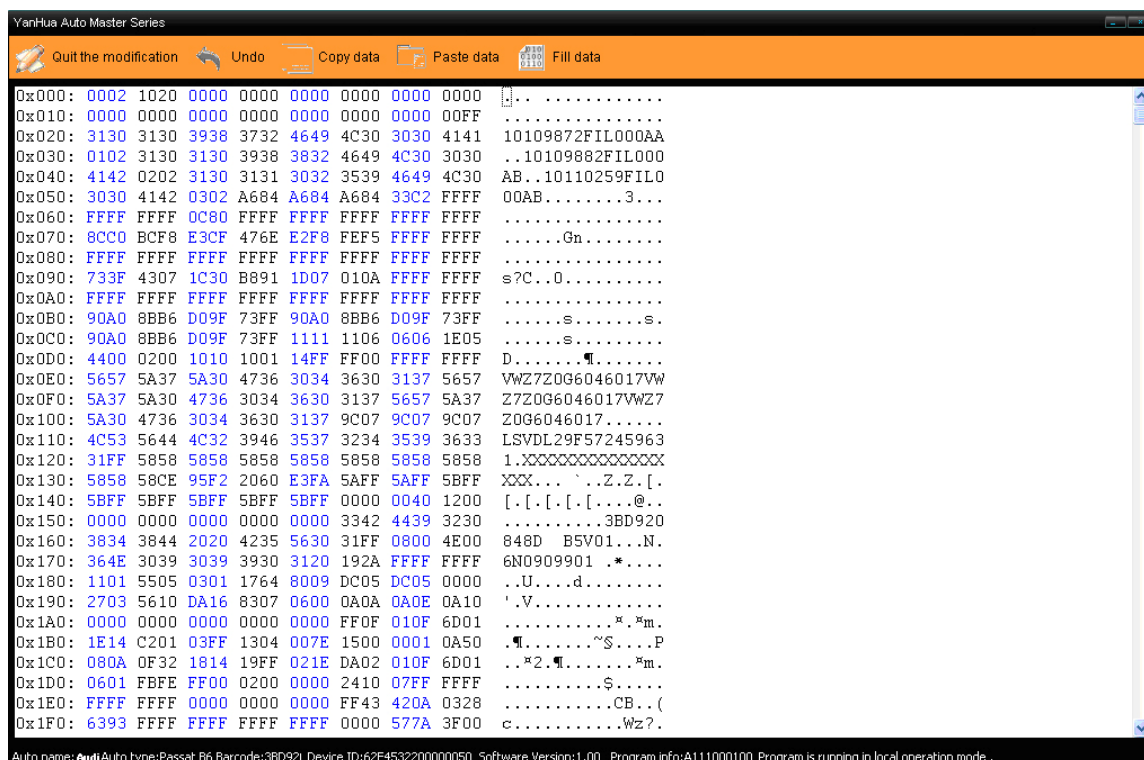 YanHua Auto Master Series
Quit the modification Undo Copy data Paste data Fill data
0x000: 0002 1020 0000 0000 0000 0000 0000 0000 ... ............
0x010: 0000 0000 0000 0000 0000 0000 0000 00FF ................
0x020: 3130 3130 3938 3732 4649 4C30 3030 4141 10109872FIL000AA
0x030: 0102 3130 3130 3938 3832 4649 4C30 3030 ..10109882FIL000
0x040: 4142 0202 3130 3131 3032 3539 4649 4C30 AB..10110259FIL0
0x050: 3030 4142 0302 A684 A684 A684 33C2 FFFF 00AB........3...
0x060: FFFF FFFF 0C80 FFFF FFFF FFFF FFFF FFFF ................
0x070: 8CC0 BCF8 E3CF 476E E2F8 FEF5 FFFF FFFF ......Gn........
0x080: FFFF FFFF FFFF FFFF FFFF FFFF FFFF FFFF ................
0x090: 733F 4307 1C30 B891 1D07 010A FFFF FFFF s?C..0..........
0x0A0: FFFF FFFF FFFF FFFF FFFF FFFF FFFF FFFF ................
0x0B0: 90A0 8BB6 D09F 73FF 90A0 8BB6 D09F 73FF ......s.......s.
0x0C0: 90A0 8BB6 D09F 73FF 1111 1106 0606 1E05 ......s.........
0x0D0: 4400 0200 1010 1001 14FF FF00 FFFF FFFF D.......¶.......
0x0E0: 5657 5A37 5A30 4736 3034 3630 3137 5657 VWZ7Z0G6046017VW
0x0F0: 5A37 5A30 4736 3034 3630 3137 5657 5A37 Z7Z0G6046017VWZ7
0x100: 5A30 4736 3034 3630 3137 9C07 9C07 9C07 Z0G6046017......
0x110: 4C53 5644 4C32 3946 3537 3234 3539 3633 LSVDL29F57245963
0x120: 31FF 5858 5858 5858 5858 5858 5858 5858 1.XXXXXXXXXXXXXX
0x130: 5858 58CE 95F2 2060 E3FA 5AFF 5AFF 5BFF XXX... `..Z.Z.[.
0x140: 5BFF 5BFF 5BFF 5BFF 5BFF 0000 0040 1200 [.[.[.[.[....@..
0x150: 0000 0000 0000 0000 0000 3342 4439 3230 ..........3BD920
0x160: 3834 3844 2020 4235 5630 31FF 0800 4E00 848D  B5V01...N.
0x170: 364E 3039 3039 3930 3120 192A FFFF FFFF 6N0909901 .*....
0x180: 1101 5505 0301 1764 8009 DC05 DC05 0000 ..U....d........
0x190: 2703 5610 DA16 8307 0600 0A0A 0A0E 0A10 '.V.............
0x1A0: 0000 0000 0000 0000 0000 FF0F 010F 6D01 ...........¤.¤m.
0x1B0: 1E14 C201 03FF 1304 007E 1500 0001 0A50 .¶.......~§....P
0x1C0: 080A 0F32 1814 19FF 021E DA02 010F 6D01 ..¤2.¶.......¤m.
0x1D0: 0601 FBFE FF00 0200 0000 2410 07FF FFFF ..........$.....
0x1E0: FFFF FFFF 0000 0000 0000 FF43 420A 0328 ...........CB..(
0x1F0: 6393 FFFF FFFF FFFF FFFF 0000 577A 3F00 c...........Wz?.
Auto name: Audi Auto type:Passat B6 Barcode:3BD92L Device ID:62E4532200000050 Software Version:1.00 Program info:A111000100 Program is running in local operation mode .